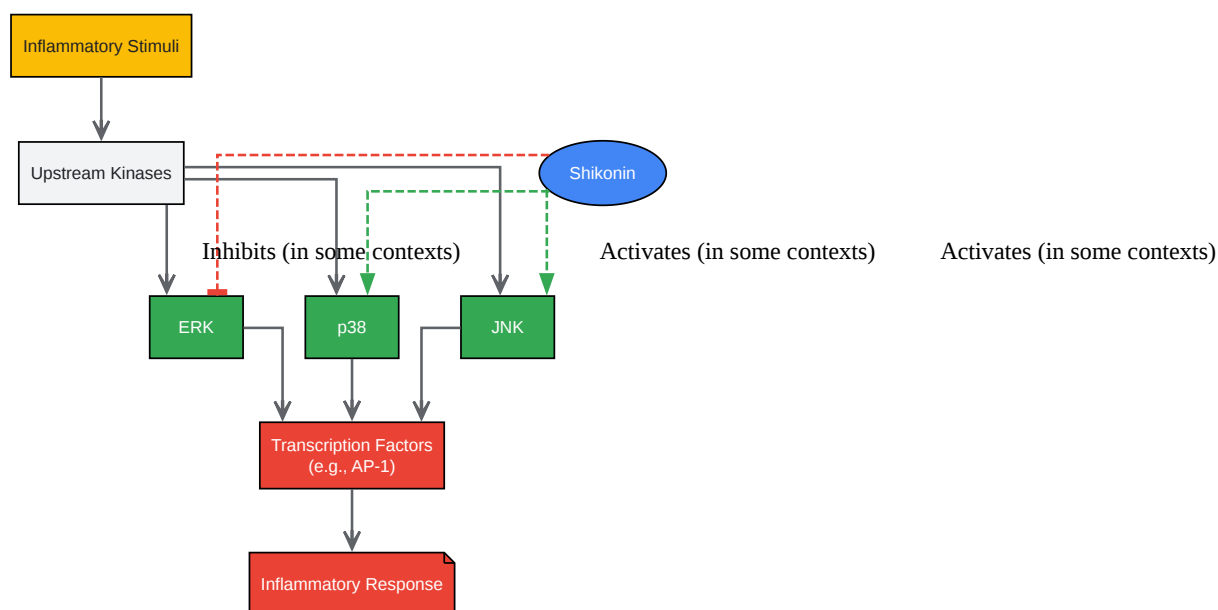 Inflammatory Stimuli
Upstream Kinases
Shikonin
Inhibits (in some contexts)
Activates (in some contexts)
Activates (in some contexts)
ERK
p38
JNK
Transcription Factors
(e.g., AP-1)
Inflammatory Response